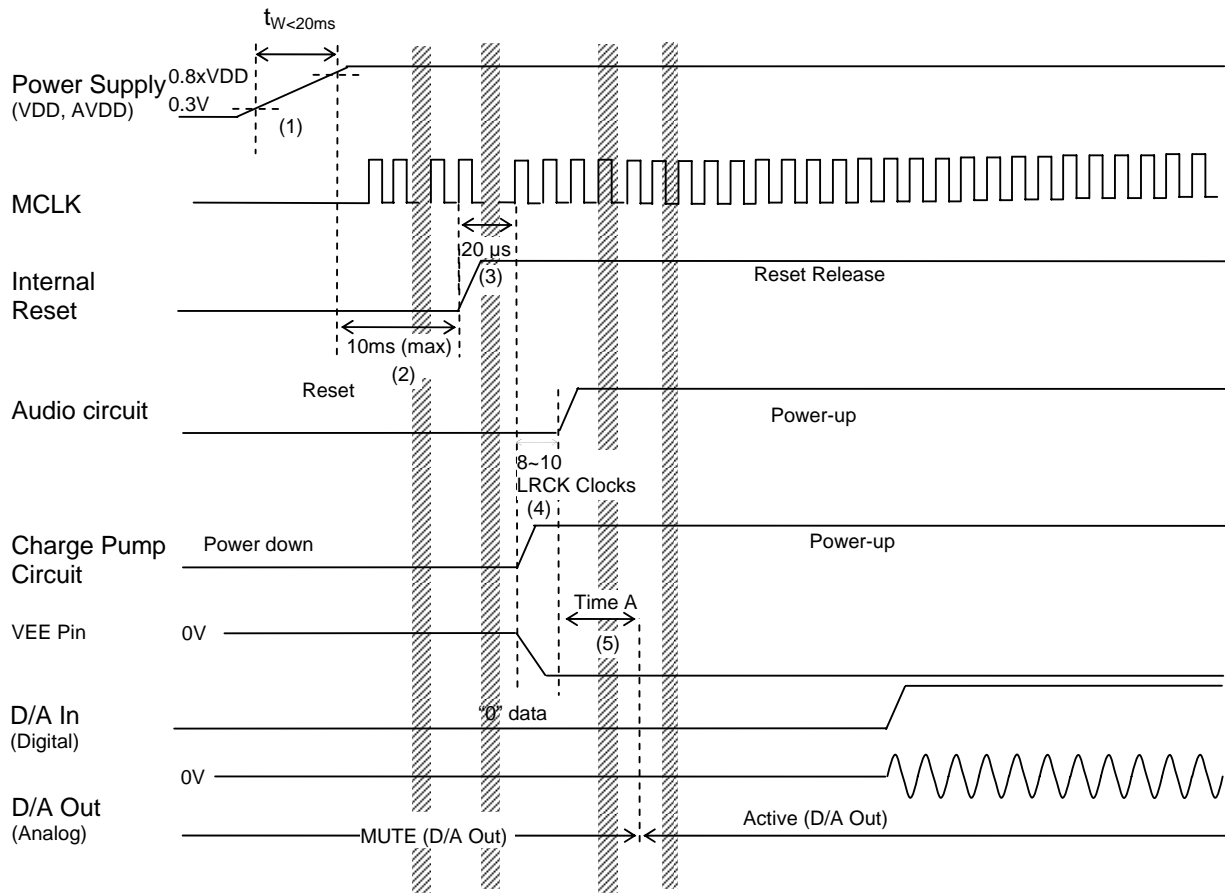 tW<20ms
Power Supply
(VDD, AVDD)
0.8xVDD
0.3V
(1)
MCLK
20 µs
(3)
Internal
Reset
Reset Release
10ms (max)
(2)
Reset
Audio circuit
Power-up
8~10
LRCK Clocks
(4)
Charge Pump
Circuit
Power down
Power-up
Time A
(5)
VEE Pin
0V
"0" data
D/A In
(Digital)
0V
D/A Out
(Analog)
MUTE (D/A Out)
Active (D/A Out)